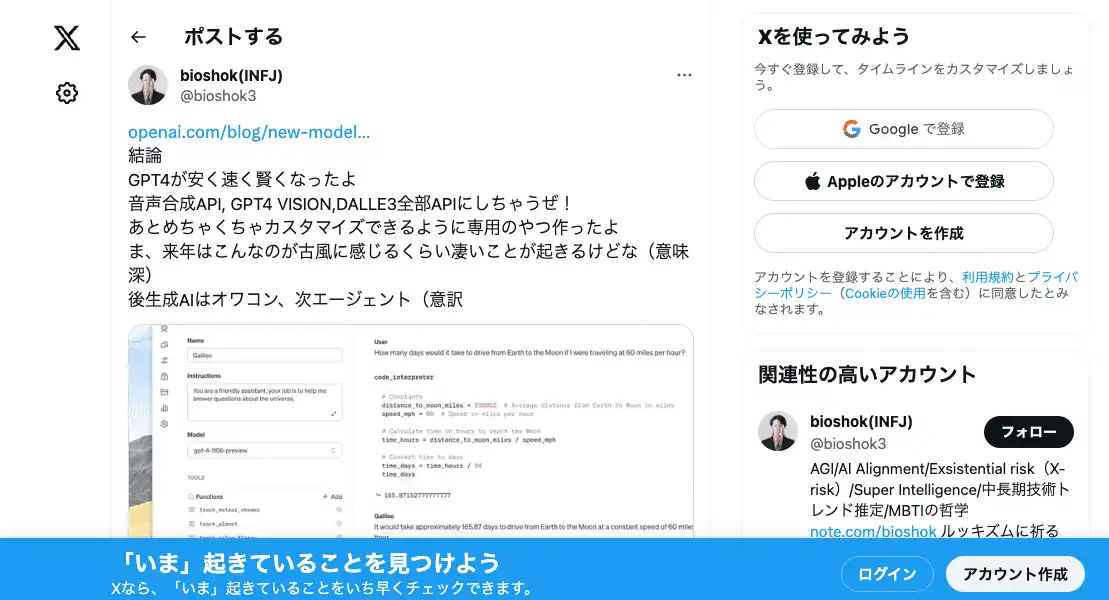 ポストする
bioshok(INFJ)
@bioshok3
openai.com/blog/new-model...
結論
GPT4が安く速く賢くなったよ
音声合成API, GPT4 VISION,DALLE3全部APIにしちゃうぜ！
あとめちゃくちゃカスタマイズできるように専用のやつ作ったよ
ま、来年はこんなのが古風に感じるくらい凄いことが起きるけどな（意味
深）
後生成AIはオワコン、次エージェント（意訳
Name
Galileo
Instructions
You are a friendly assistant, your job is to help me
answer questions about the universe.
Model
gpt-4-1106-preview
TOOLS
Functions
+ Add
track_meteor_shower
track_planet
User
How many days would it take to drive from Earth to the Moon if I were traveling at 60 miles per hour?
code_interpreter
# Constants
distance_to_moon_miles = 238855 # Average distance from Earth to Moon in miles
speed_mph = 60 # Speed in miles per hour
# Calculate time in hours to reach the Moon
time_hours = distance_to_moon_miles / speed_mph
# Convert time to days
time_days = time_hours / 24
time_days
165.87152777777777
Galileo
It would take approximately 165.87 days to drive from Earth to the Moon at a constant speed of 60 miles
hour.
Xを使ってみよう
今すぐ登録して、タイムラインをカスタマイズしましょ
う。
Google で登録
Appleのアカウントで登録
アカウントを作成
アカウントを登録することにより、利用規約とプライバ
シーポリシー（Cookieの使用を含む）に同意したとみ
なされます。
関連性の高いアカウント
bioshok(INFJ)
@bioshok3
フォロー
AGI/AI Alignment/Exsistential risk（X-
risk）/Super Intelligence/中長期技術ト
レンド推定/MBTIの哲学
note.com/bioshok ルッキズムに祈る
「いま」起きていることを見つけよう
Xなら、「いま」起きていることをいち早くチェックできます。
ログイン
アカウント作成